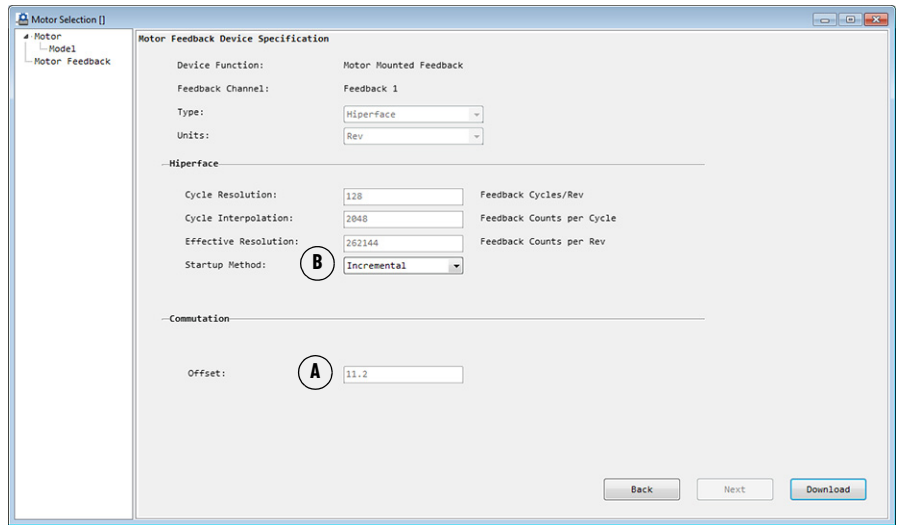 Motor Selection []
Motor
Model
Motor Feedback
Motor Feedback Device Specification
Device Function: Motor Mounted Feedback
Feedback Channel: Feedback 1
Type: Hiperface
Units: Rev
Hiperface
Cycle Resolution: 128 Feedback Cycles/Rev
Cycle Interpolation: 2048 Feedback Counts per Cycle
Effective Resolution: 262144 Feedback Counts per Rev
Startup Method: B Incremental
Commutation
Offset: A 11.2
Back Next Download